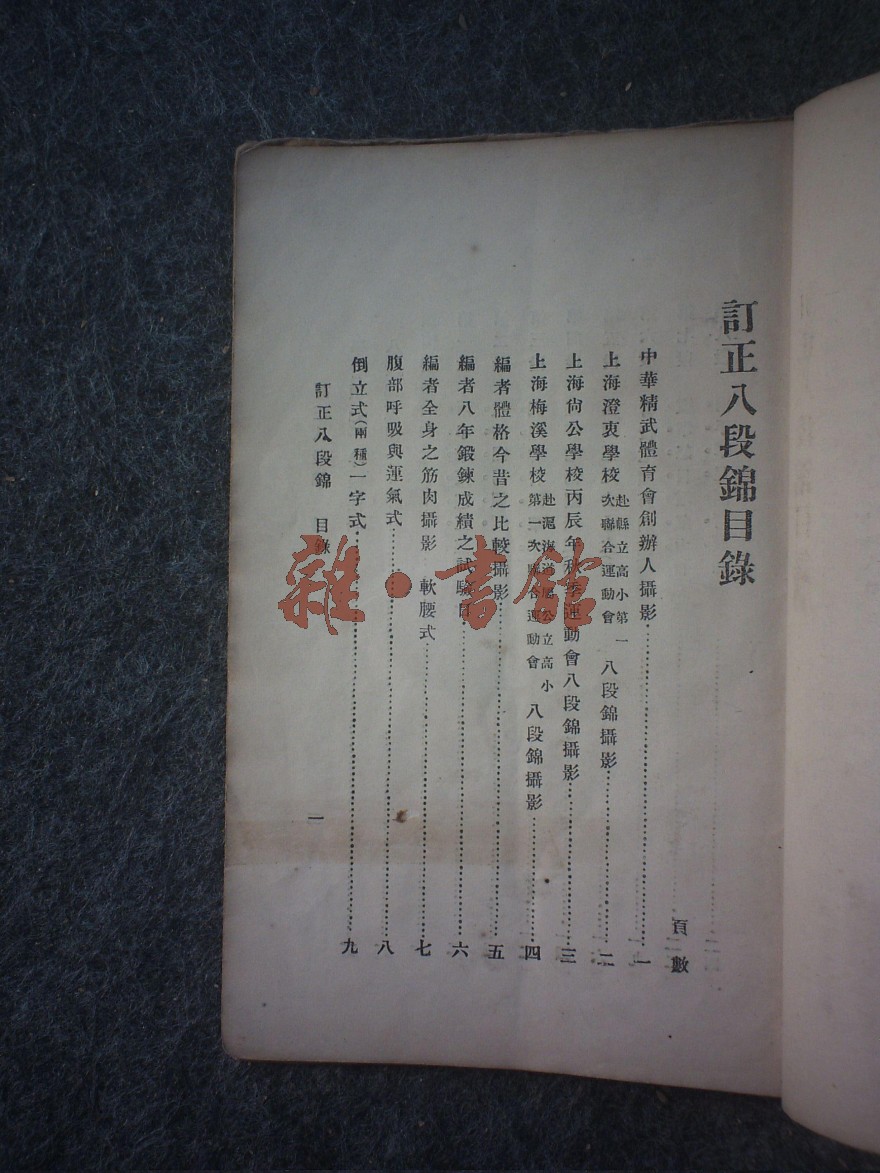 訂正八段錦目錄
頁數
中華精武體育會創辦人攝影……一
上海澄衷學校 赴縣立高小第一次聯合運動會 八段錦攝影……二
上海尙公學校丙辰年秋季運動會八段錦攝影……三
上海梅溪學校 赴滬海道屬公立高小第一次聯合運動會 八段錦攝影……四
編者體格今昔之比較攝影……五
編者八年鍛鍊成績之試驗目……六
編者全身之筋肉攝影 軟腰式……七
腹部呼吸與運氣式……八
倒立式(兩種)一字式……九
訂正八段錦 目錄 一
雜·書館